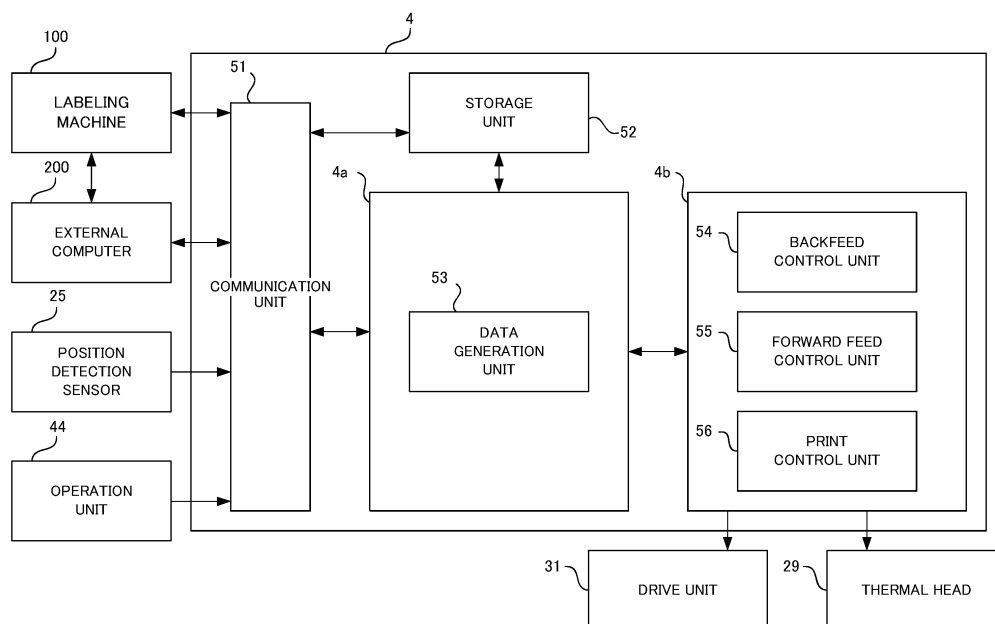 100
LABELING
MACHINE
200
EXTERNAL
COMPUTER
25
POSITION
DETECTION
SENSOR
44
OPERATION
UNIT
4
51
COMMUNICATION
UNIT
STORAGE
UNIT
52
4a
53
DATA
GENERATION
UNIT
4b
54
BACKFEED
CONTROL UNIT
55
FORWARD FEED
CONTROL UNIT
56
PRINT
CONTROL UNIT
31
DRIVE UNIT
29
THERMAL HEAD